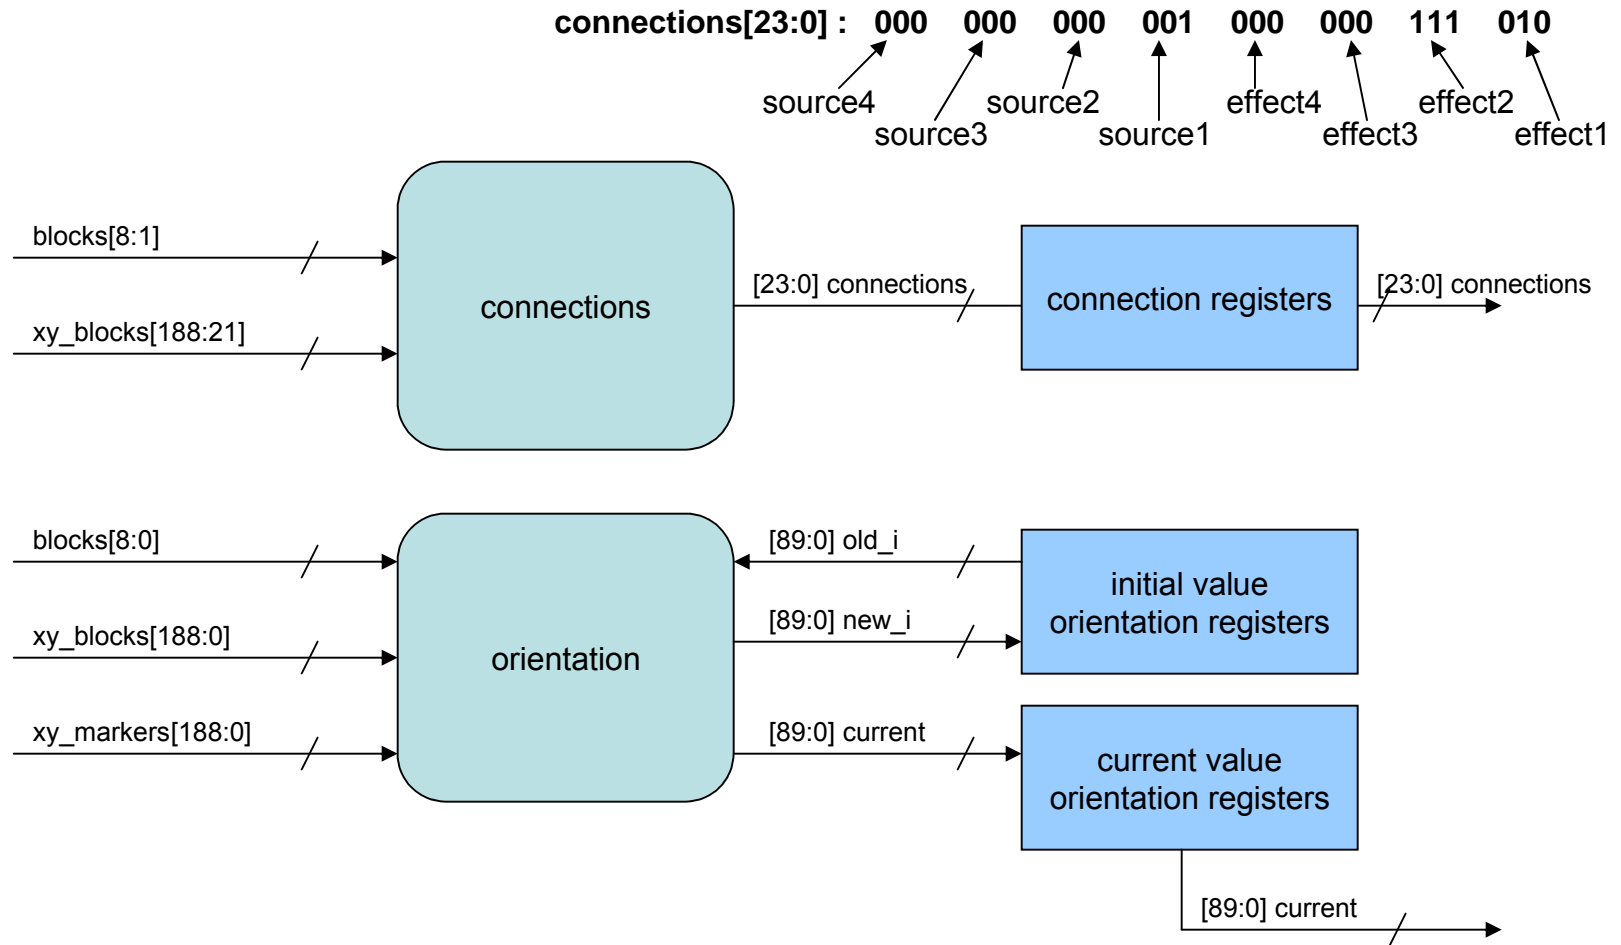 connections[23:0] : 000 000 000 001 000 000 111 010
source4 source2 effect4 effect2
source3 source1 effect3 effect1
blocks[8:1]
xy_blocks[188:21]
connections
[23:0] connections
connection registers
[23:0] connections
blocks[8:0]
xy_blocks[188:0]
xy_markers[188:0]
orientation
[89:0] old_i
[89:0] new_i
[89:0] current
initial value
orientation registers
current value
orientation registers
[89:0] current